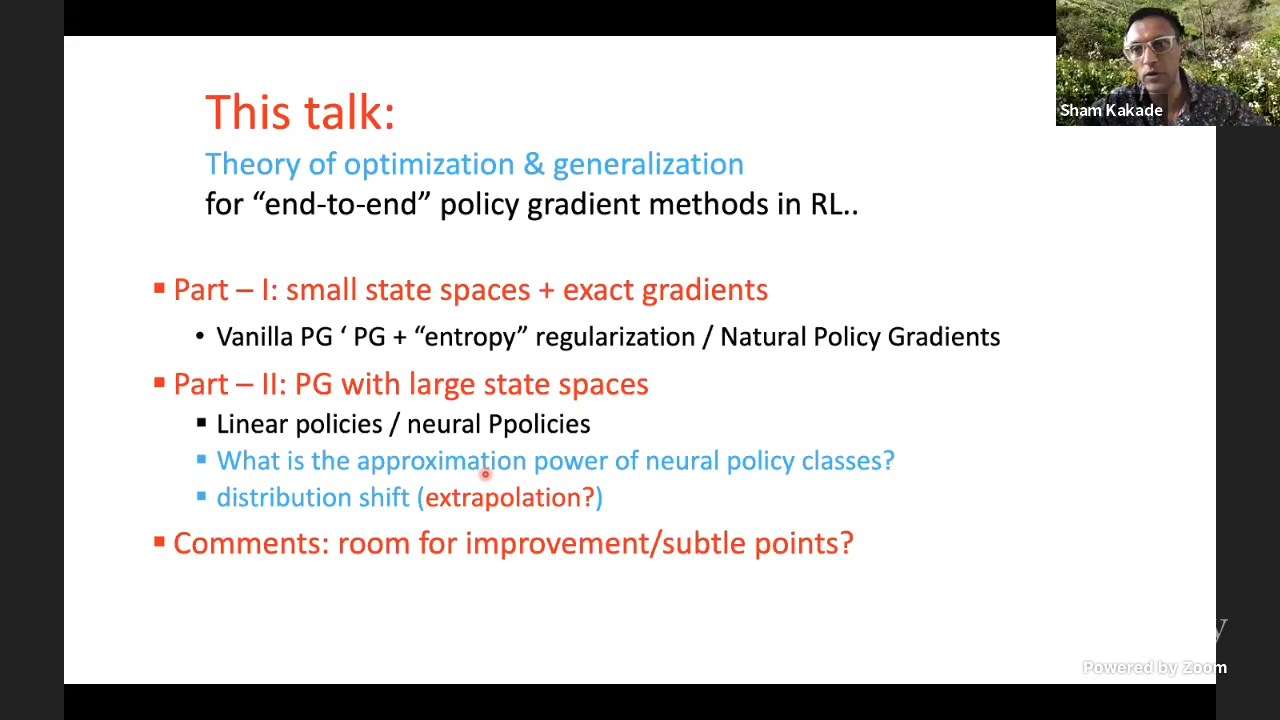 This talk:
Theory of optimization & generalization
for “end-to-end” policy gradient methods in RL..
▪ Part – I: small state spaces + exact gradients
• Vanilla PG ‘ PG + “entropy” regularization / Natural Policy Gradients
▪ Part – II: PG with large state spaces
▪ Linear policies / neural Ppolicies
▪ What is the approximation power of neural policy classes?
▪ distribution shift (extrapolation?)
▪ Comments: room for improvement/subtle points?
Sham Kakade
Powered by Zoom